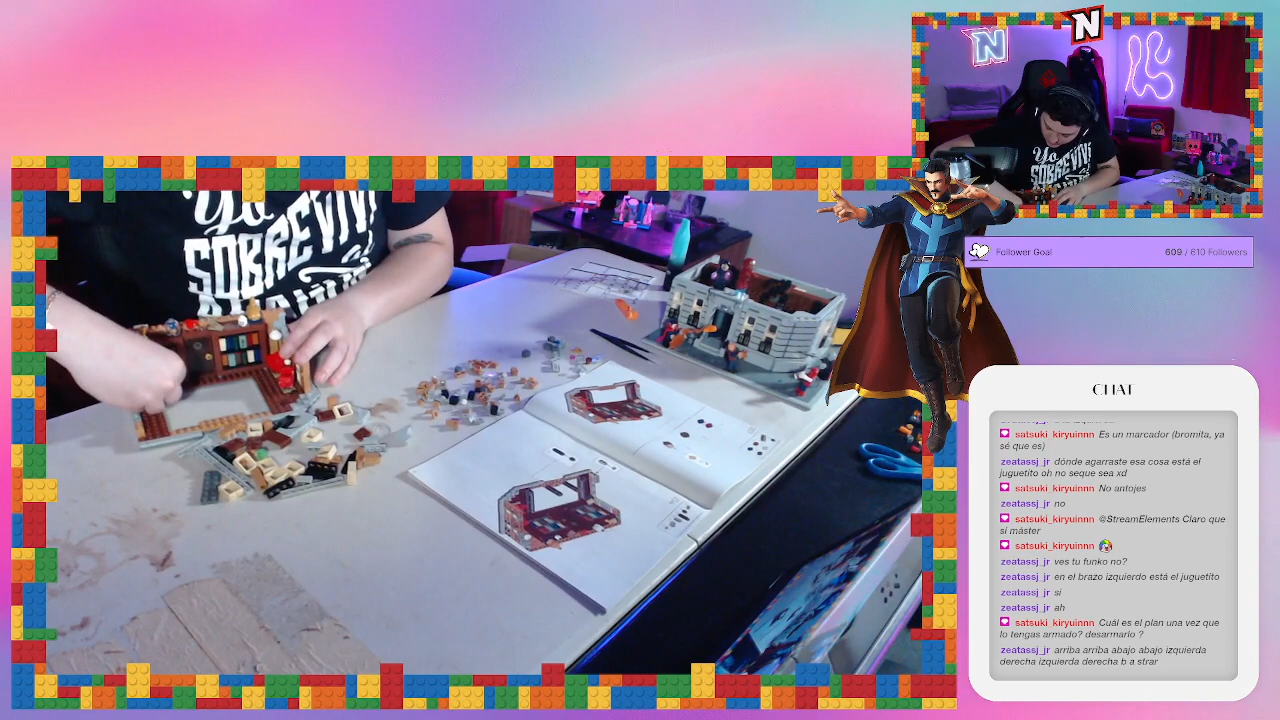 N
N
Yo
SOBREVIVÍ
Yo
SOBREVIVÍ
Follower Goal
609 / 610 Followers
CHAT
satsuki_kiryuinnn Es un marcador (bromita, ya
sé que es)
zeatassj_jr dónde agarraste esa cosa está el
juguetito oh no seque sea xd
satsuki_kiryuinnn No antojes
zeatassj_jr no
satsuki_kiryuinnn @StreamElements Claro que
si máster
satsuki_kiryuinnn
zeatassj_jr ves tu funko no?
zeatassj_jr en el brazo izquierdo está el juguetito
zeatassj_jr si
zeatassj_jr ah
satsuki_kiryuinnn Cuál es el plan una vez que
lo tengas armado? desarmarlo ?
zeatassj_jr arriba arriba abajo abajo izquierda
derecha izquierda derecha b a strar